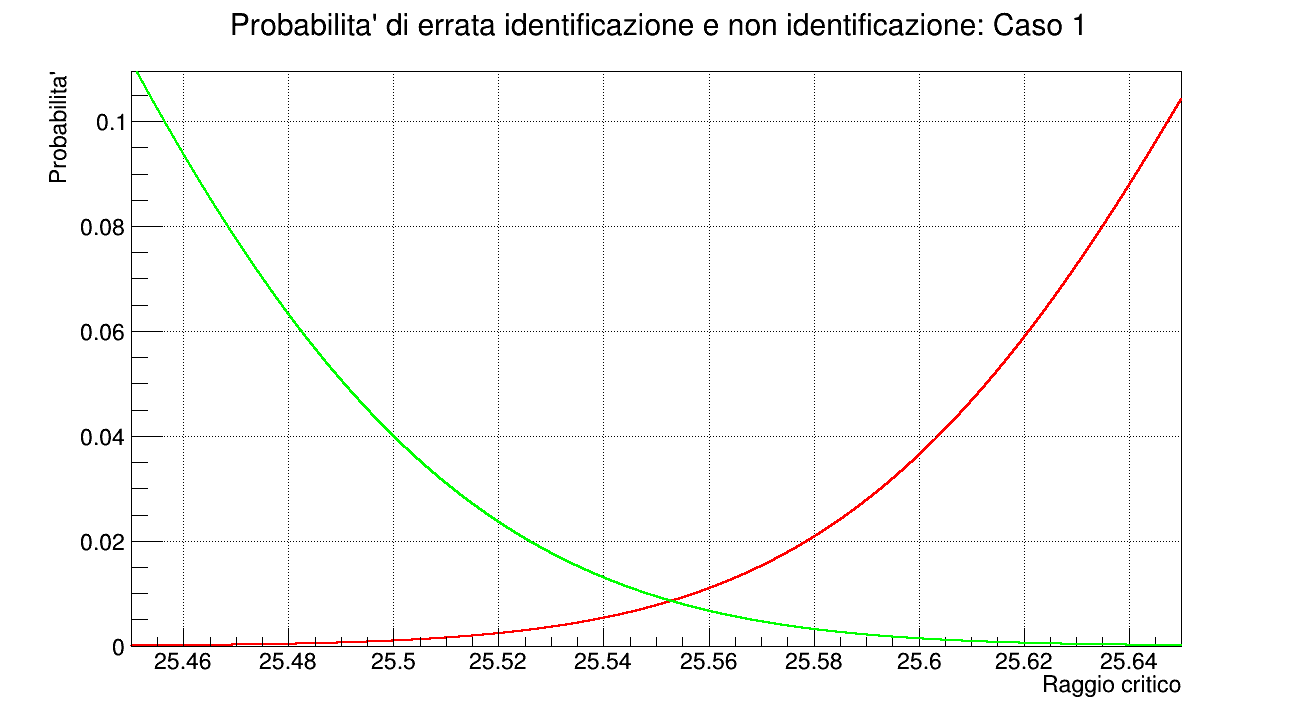 Probabilita' di errata identificazione e non identificazione: Caso 1
Probabilita'
0.1
0.08
0.06
0.04
0.02
0
25.46 25.48 25.5 25.52 25.54 25.56 25.58 25.6 25.62 25.64
Raggio critico